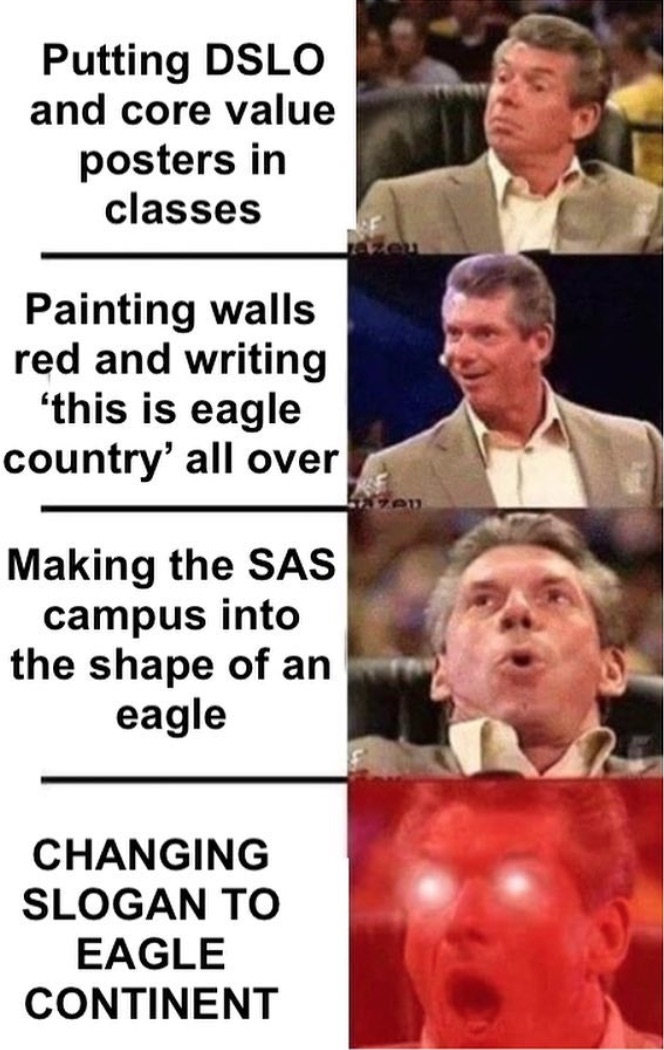 Putting DSLO
and core value
posters in
classes
Painting walls
red and writing
‘this is eagle
country’ all over
Making the SAS
campus into
the shape of an
eagle
CHANGING
SLOGAN TO
EAGLE
CONTINENT